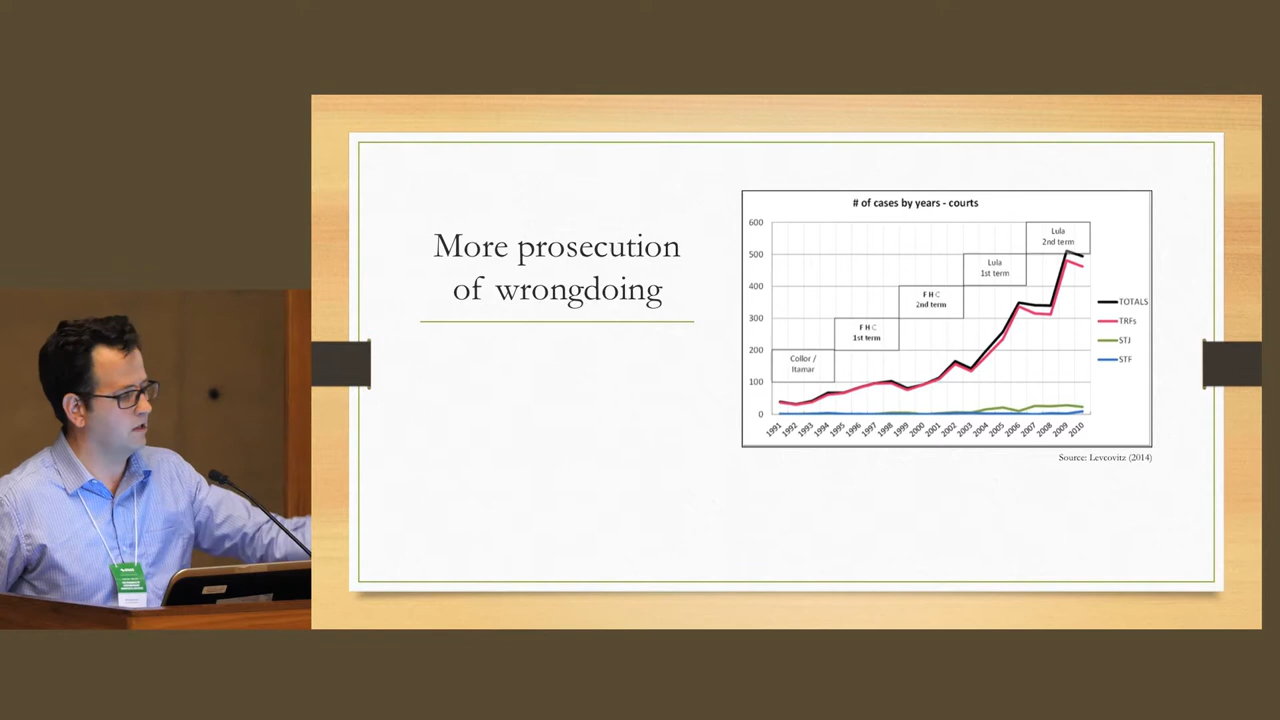 More prosecution
of wrongdoing
# of cases by years - courts
600
500
400
300
200
100
0
Collor /
Itamar
F H C
1st term
F H C
2nd term
Lula
1st term
Lula
2nd term
TOTALS
TRFs
STJ
STF
1991
1992
1993
1994
1995
1996
1997
1998
1999
2000
2001
2002
2003
2004
2005
2006
2007
2008
2009
2010
Source: Levcovitz (2014)